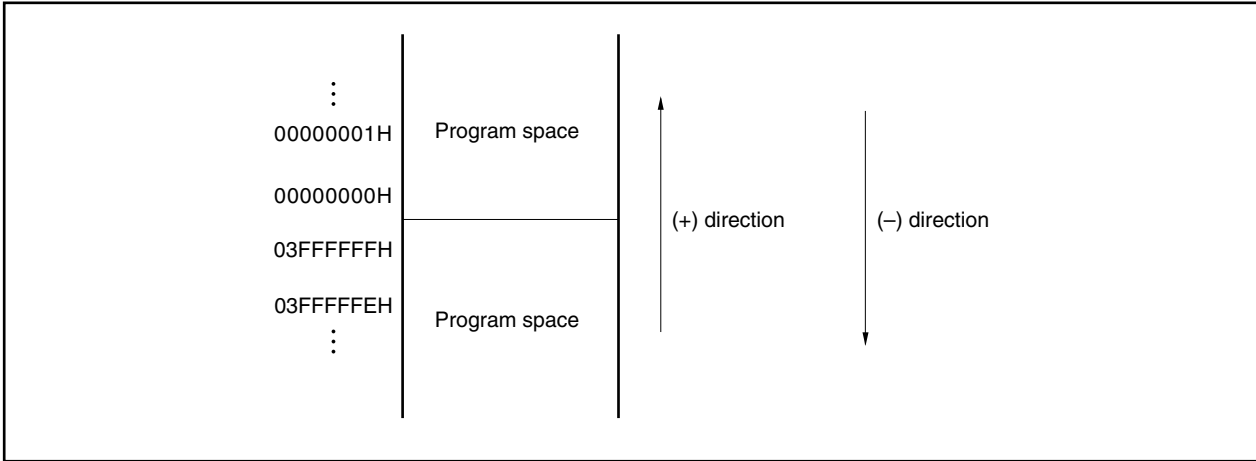 ⋮
00000001H
Program space
00000000H
(+) direction
(–) direction
03FFFFFFH
03FFFFFEH
Program space
⋮